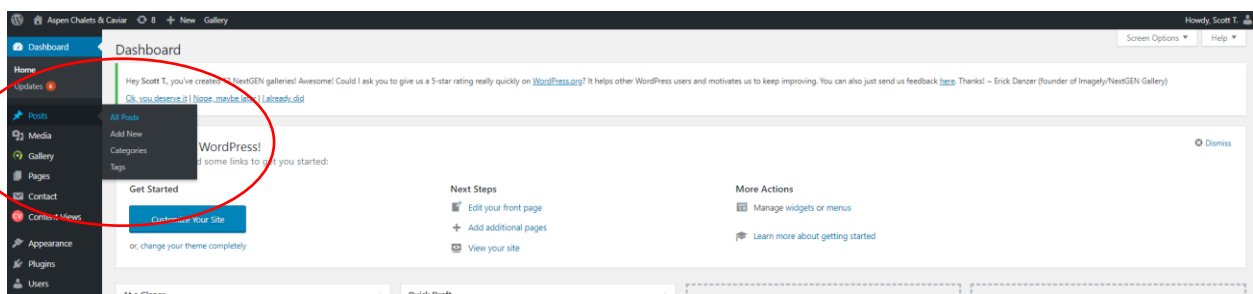 Aspen Chalets & Caviar 8 + New Gallery Howdy, Scott T.
Screen Options Help
Dashboard
Home
Updates 8
Posts
Media
Gallery
Pages
Contact
Content Views
Appearance
Plugins
Users
All Posts
Add New
Categories
Tags
Dashboard
Hey Scott T., you've created 12 NextGEN galleries! Awesome! Could I ask you to give us a 5-star rating really quickly on WordPress.org? It helps other WordPress users and motivates us to keep improving. You can also just send us feedback here. Thanks! ~ Erick Danzer (founder of Imagely/NextGEN Gallery)
Ok, you deserve it | Nope, maybe later | I already did
WordPress!
some links to get you started:
Dismiss
Get Started
Customize Your Site
or, change your theme completely
Next Steps
Edit your front page
Add additional pages
View your site
More Actions
Manage widgets or menus
Learn more about getting started
At a Glance
Quick Draft